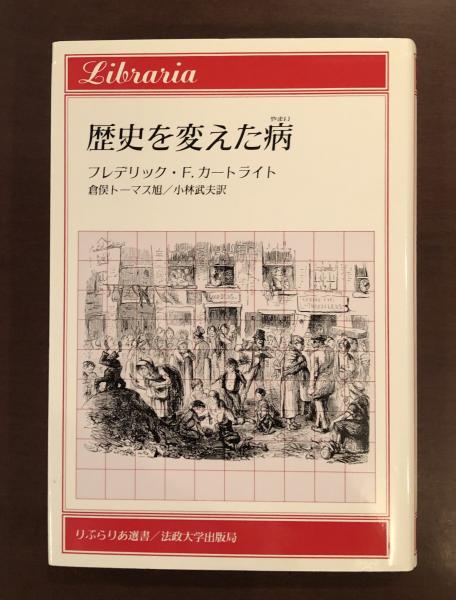 Libraria
歴史を変えた病
やまい
フレデリック・F.カートライト
倉俣トーマス旭／小林武夫訳
りぶらりあ選書／法政大学出版局